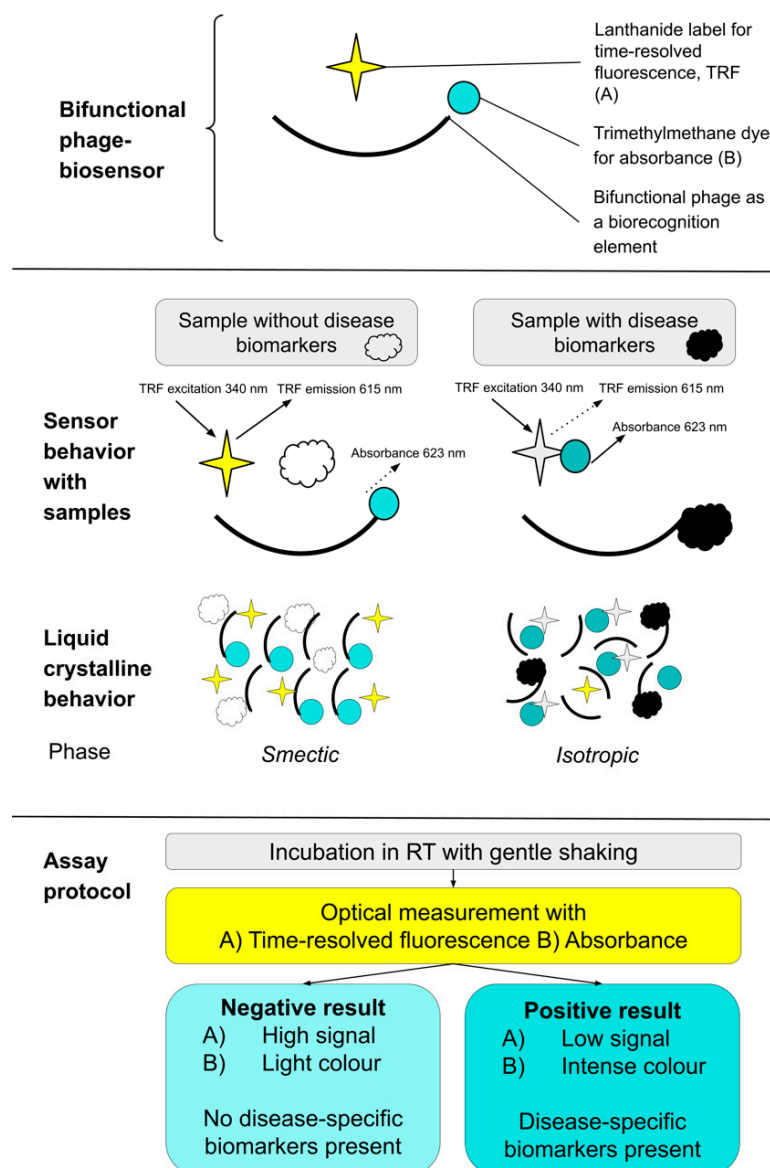 Bifunctional
phage-
biosensor
Lanthanide label for
time-resolved
fluorescence, TRF
(A)
Trimethylmethane dye
for absorbance (B)
Bifunctional phage as
a biorecognition
element
Sample without disease
biomarkers
Sample with disease
biomarkers
Sensor
behavior
with
samples
TRF excitation 340 nm
TRF emission 615 nm
Absorbance 623 nm
TRF excitation 340 nm
TRF emission 615 nm
Absorbance 623 nm
Liquid
crystalline
behavior
Phase
Smectic
Isotropic
Assay
protocol
Incubation in RT with gentle shaking
Optical measurement with
A) Time-resolved fluorescence B) Absorbance
Negative result
A) High signal
B) Light colour
No disease-specific
biomarkers present
Positive result
A) Low signal
B) Intense colour
Disease-specific
biomarkers present